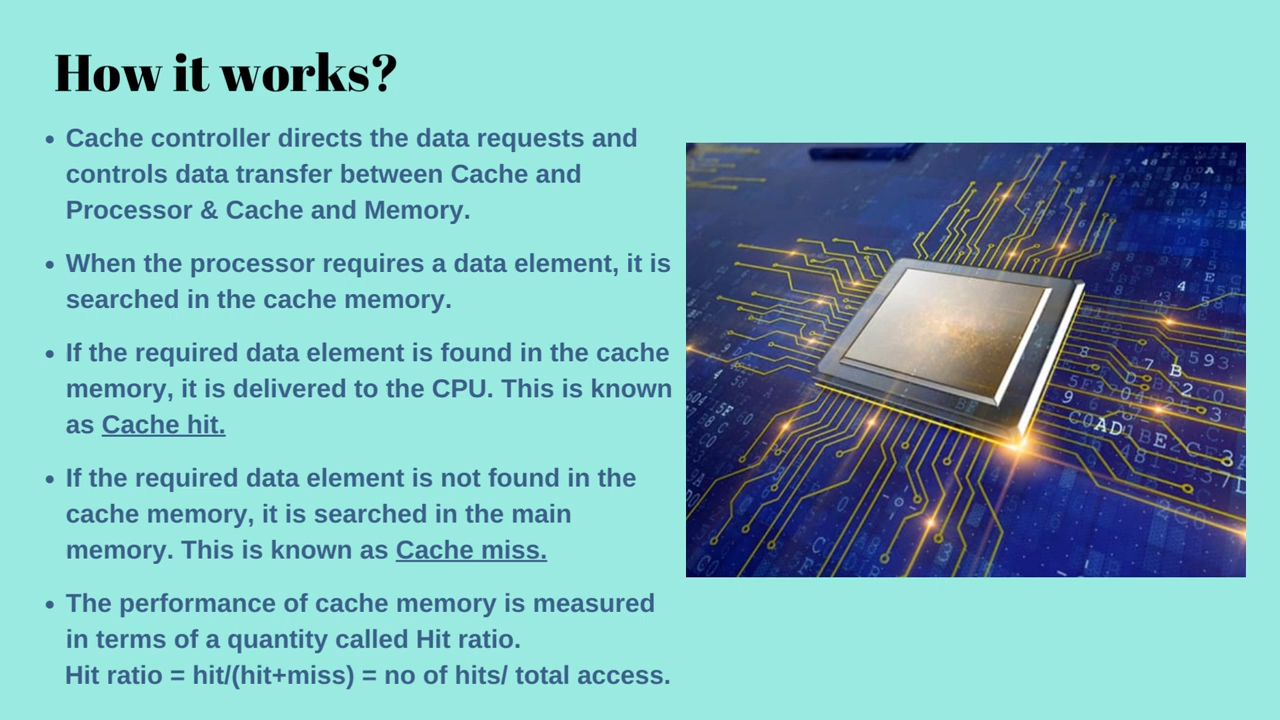 How it works?
• Cache controller directs the data requests and
controls data transfer between Cache and
Processor & Cache and Memory.
• When the processor requires a data element, it is
searched in the cache memory.
• If the required data element is found in the cache
memory, it is delivered to the CPU. This is known
as Cache hit.
• If the required data element is not found in the
cache memory, it is searched in the main
memory. This is known as Cache miss.
• The performance of cache memory is measured
in terms of a quantity called Hit ratio.
Hit ratio = hit/(hit+miss) = no of hits/ total access.